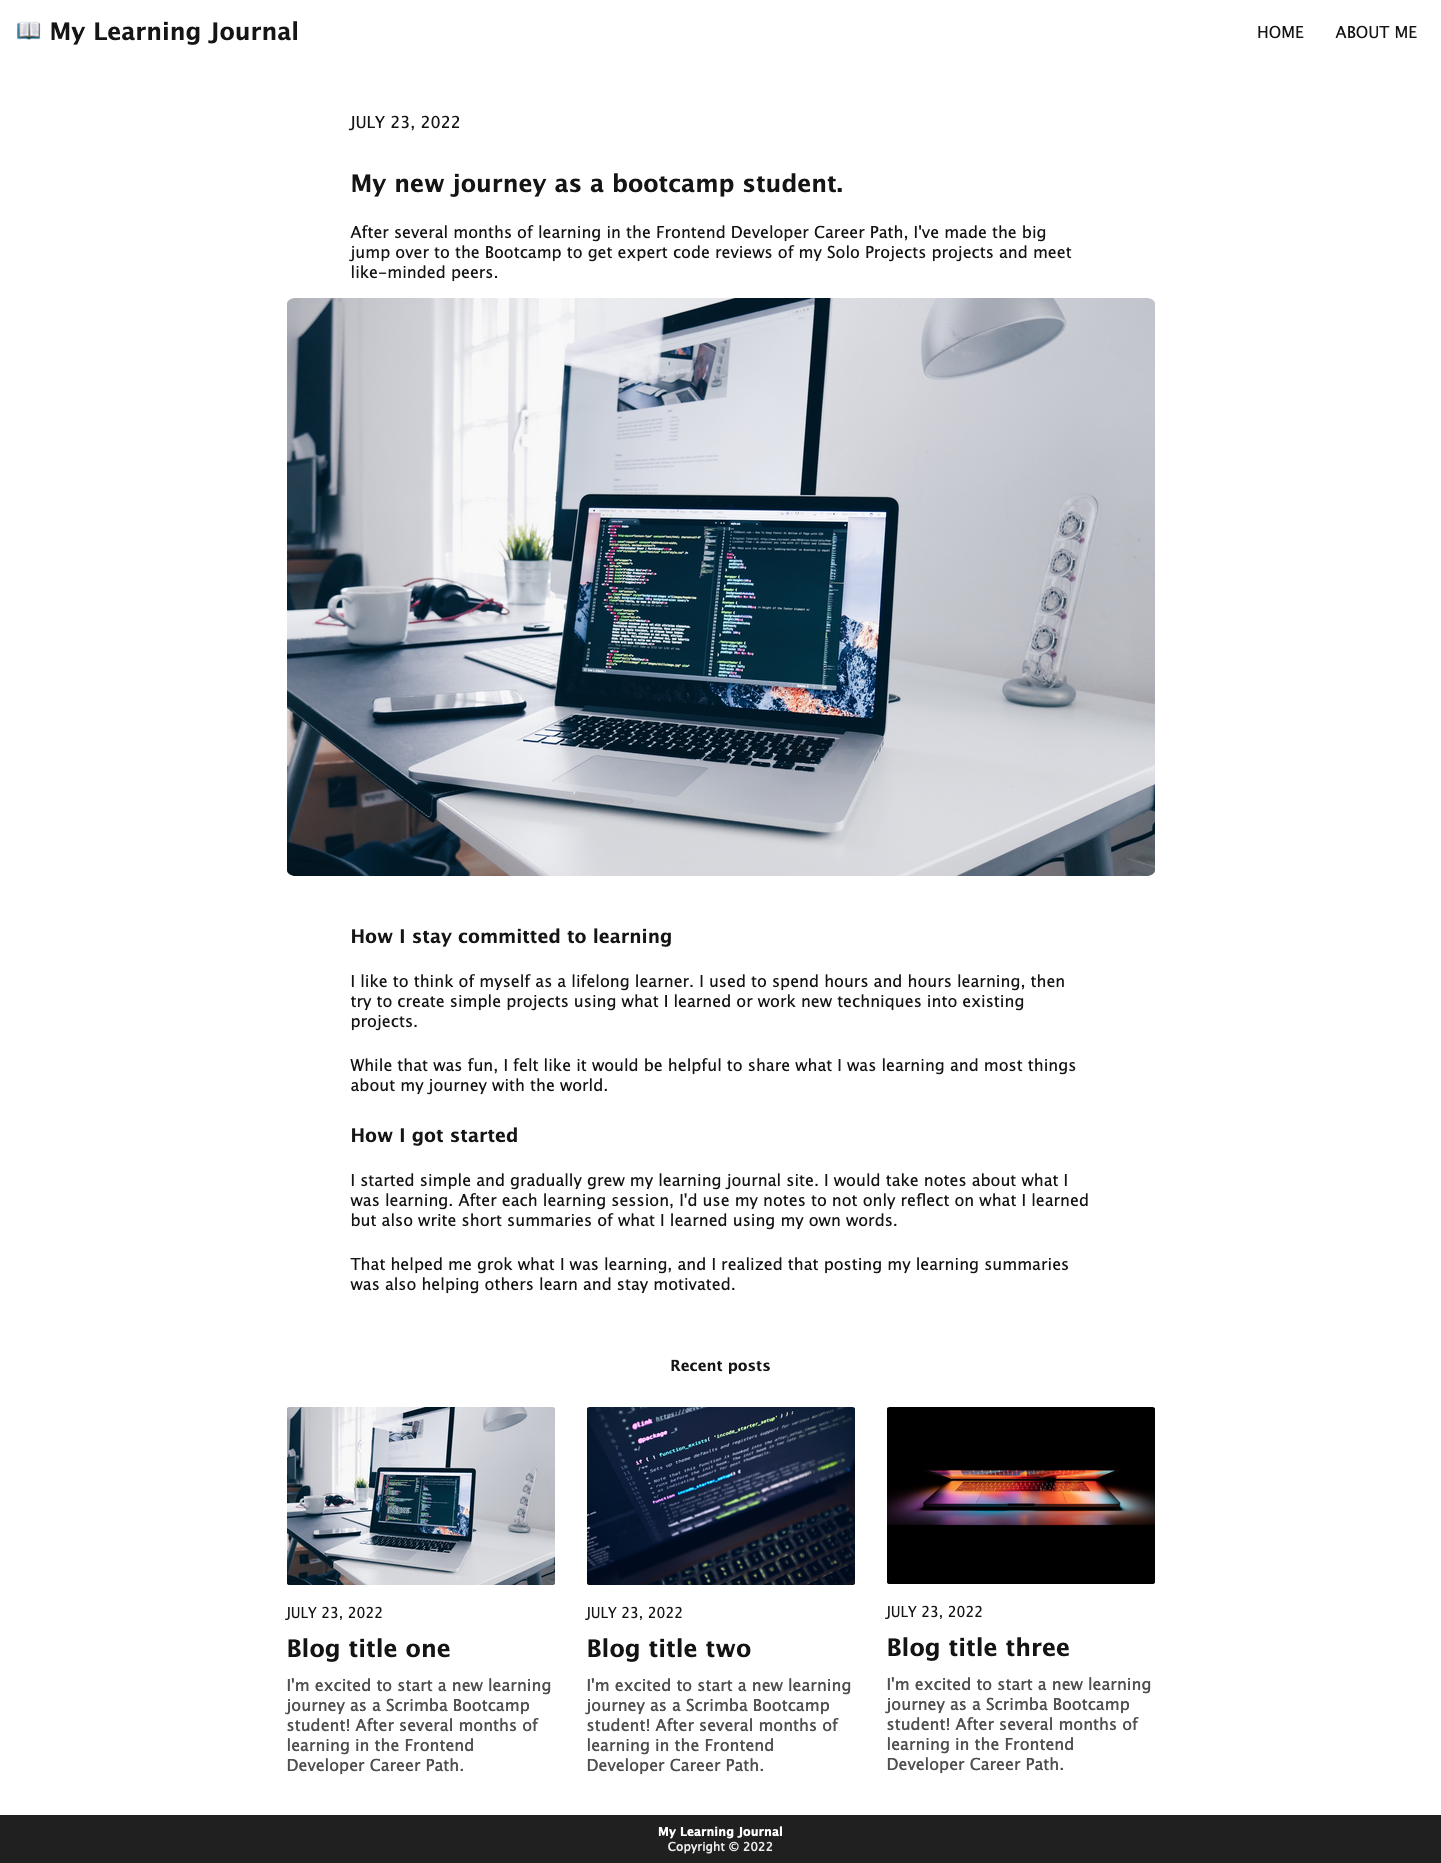 My Learning Journal
HOME ABOUT ME
JULY 23, 2022
My new journey as a bootcamp student.
After several months of learning in the Frontend Developer Career Path, I've made the big
jump over to the Bootcamp to get expert code reviews of my Solo Projects projects and meet
like-minded peers.
How I stay committed to learning
I like to think of myself as a lifelong learner. I used to spend hours and hours learning, then
try to create simple projects using what I learned or work new techniques into existing
projects.
While that was fun, I felt like it would be helpful to share what I was learning and most things
about my journey with the world.
How I got started
I started simple and gradually grew my learning journal site. I would take notes about what I
was learning. After each learning session, I'd use my notes to not only reflect on what I learned
but also write short summaries of what I learned using my own words.
That helped me grok what I was learning, and I realized that posting my learning summaries
was also helping others learn and stay motivated.
Recent posts
@link
@package
if ( ! function_exists( 'incode_starter_setup' ) ) :
JULY 23, 2022
Blog title one
I'm excited to start a new learning
journey as a Scrimba Bootcamp
student! After several months of
learning in the Frontend
Developer Career Path.
JULY 23, 2022
Blog title two
I'm excited to start a new learning
journey as a Scrimba Bootcamp
student! After several months of
learning in the Frontend
Developer Career Path.
JULY 23, 2022
Blog title three
I'm excited to start a new learning
journey as a Scrimba Bootcamp
student! After several months of
learning in the Frontend
Developer Career Path.
My Learning Journal
Copyright © 2022